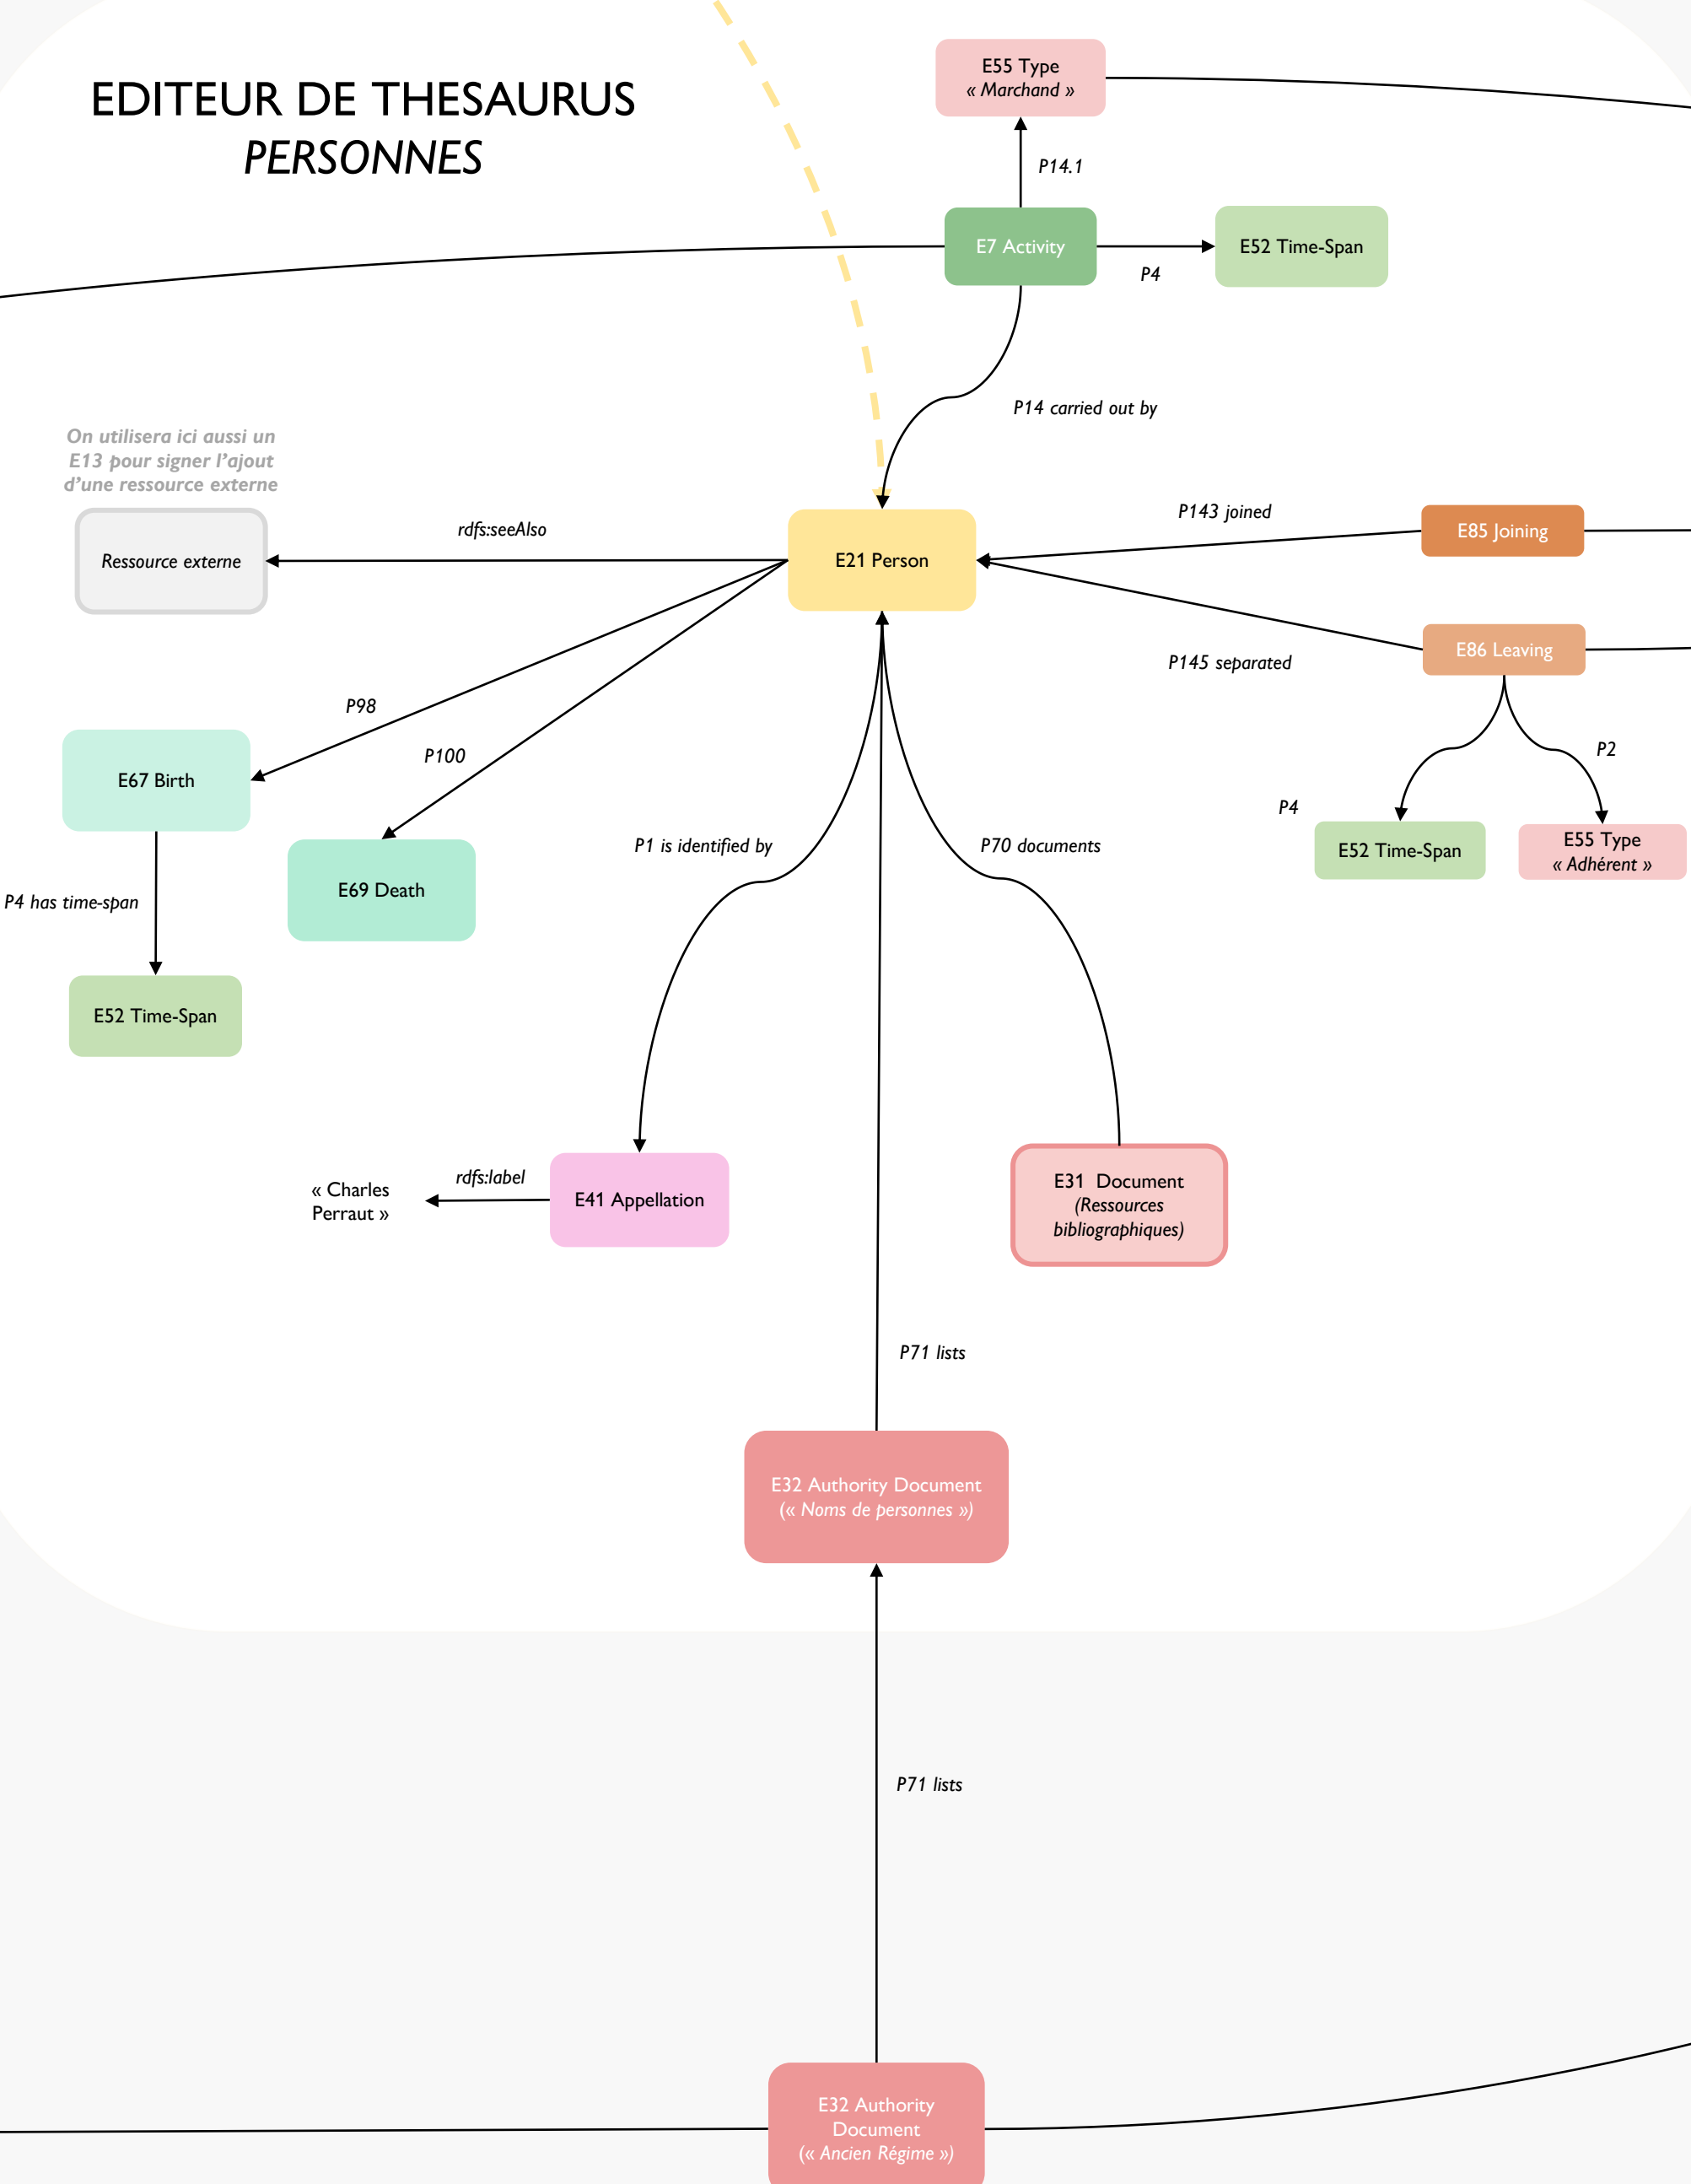 EDITEUR DE THESAURUS
PERSONNES
E55 Type
« Marchand »
P14.1
E7 Activity
E52 Time-Span
P4
P14 carried out by
On utilisera ici aussi un
E13 pour signer l’ajout
d’une ressource externe
Ressource externe
rdfs:seeAlso
E21 Person
P143 joined
E85 Joining
E86 Leaving
P145 separated
P98
P100
P2
P4
E67 Birth
E69 Death
P1 is identified by
P70 documents
E52 Time-Span
E55 Type
« Adhérent »
P4 has time-span
E52 Time-Span
« Charles
Perraut »
rdfs:label
E41 Appellation
E31  Document
(Ressources
bibliographiques)
P71 lists
E32 Authority Document
(« Noms de personnes »)
P71 lists
E32 Authority
Document
(« Ancien Régime »)